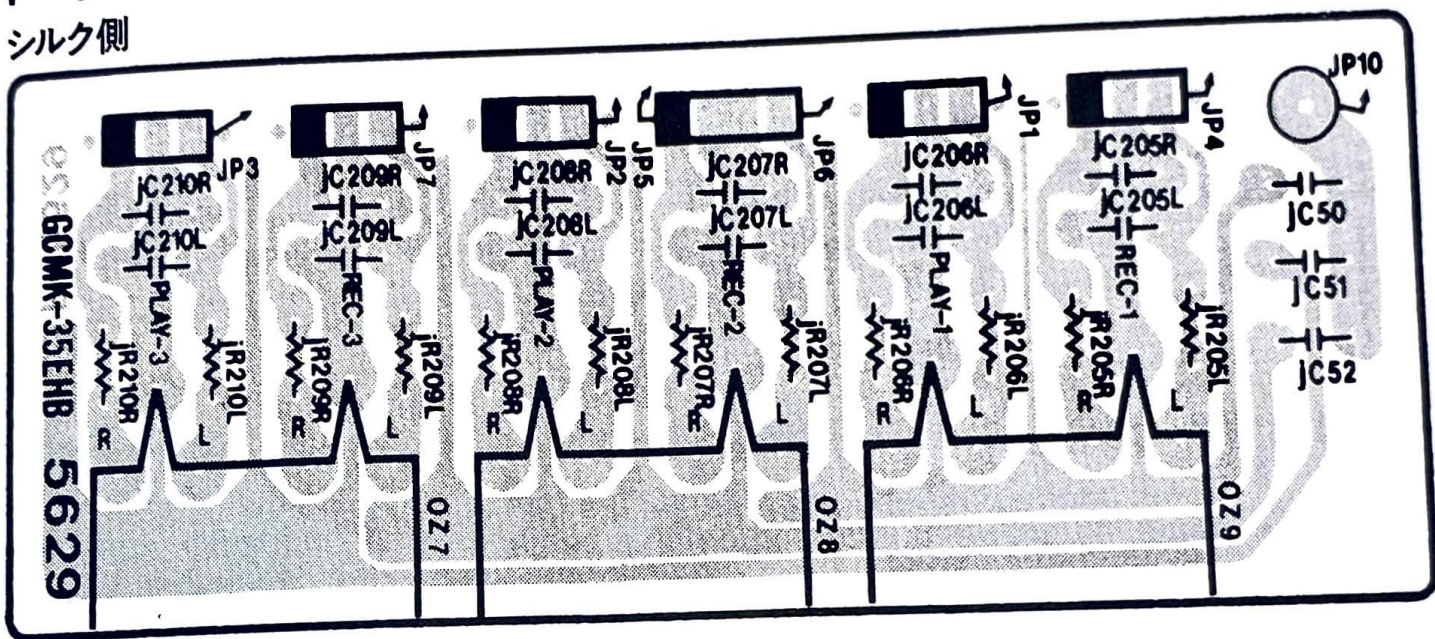 シルク側
JP3
JP7
JP2
JP5
JP6
JP1
JP4
JP10
jC210R
jC209R
jC208R
jC207R
jC206R
jC205R
jC210L
jC209L
jC208L
jC207L
jC206L
jC205L
jC50
jC51
jC52
PLAY-3
REC-3
PLAY-2
REC-2
PLAY-1
REC-1
jR210R
jR210L
jR209R
jR209L
jR208R
jR208L
jR207R
jR207L
jR206R
jR206L
jR205R
jR205L
R L R L R L R L R L R L
GCMK-35EHB 5629
OZ7
OZ8
OZ9